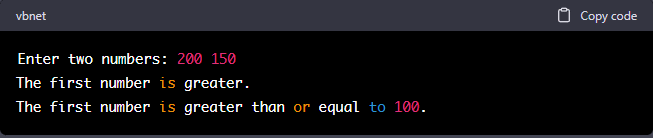 vbnet
Copy code
Enter two numbers: 200 150
The first number is greater.
The first number is greater than or equal to 100.